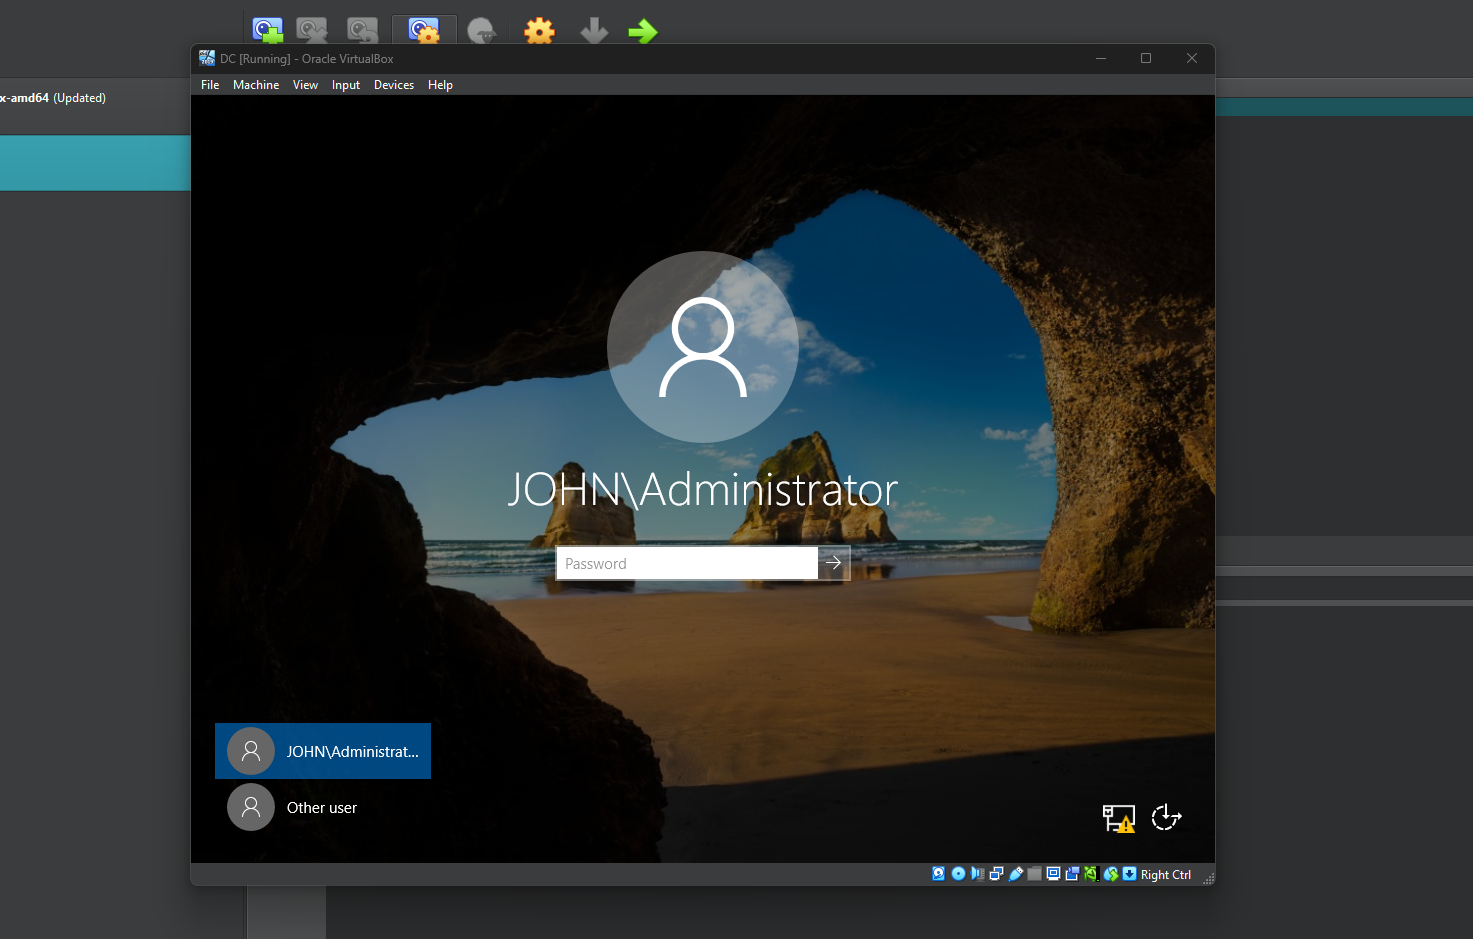 DC [Running] - Oracle VirtualBox
File Machine View Input Devices Help
x-amd64 (Updated)
JOHN\Administrator
Password
JOHN\Administrat...
Other user
Right Ctrl